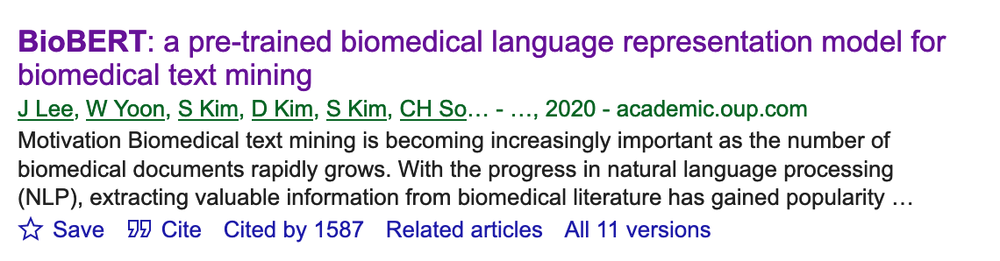 BioBERT: a pre-trained biomedical language representation model for
biomedical text mining
J Lee, W Yoon, S Kim, D Kim, S Kim, CH So… - …, 2020 - academic.oup.com
Motivation Biomedical text mining is becoming increasingly important as the number of
biomedical documents rapidly grows. With the progress in natural language processing
(NLP), extracting valuable information from biomedical literature has gained popularity …
Save Cite Cited by 1587 Related articles All 11 versions